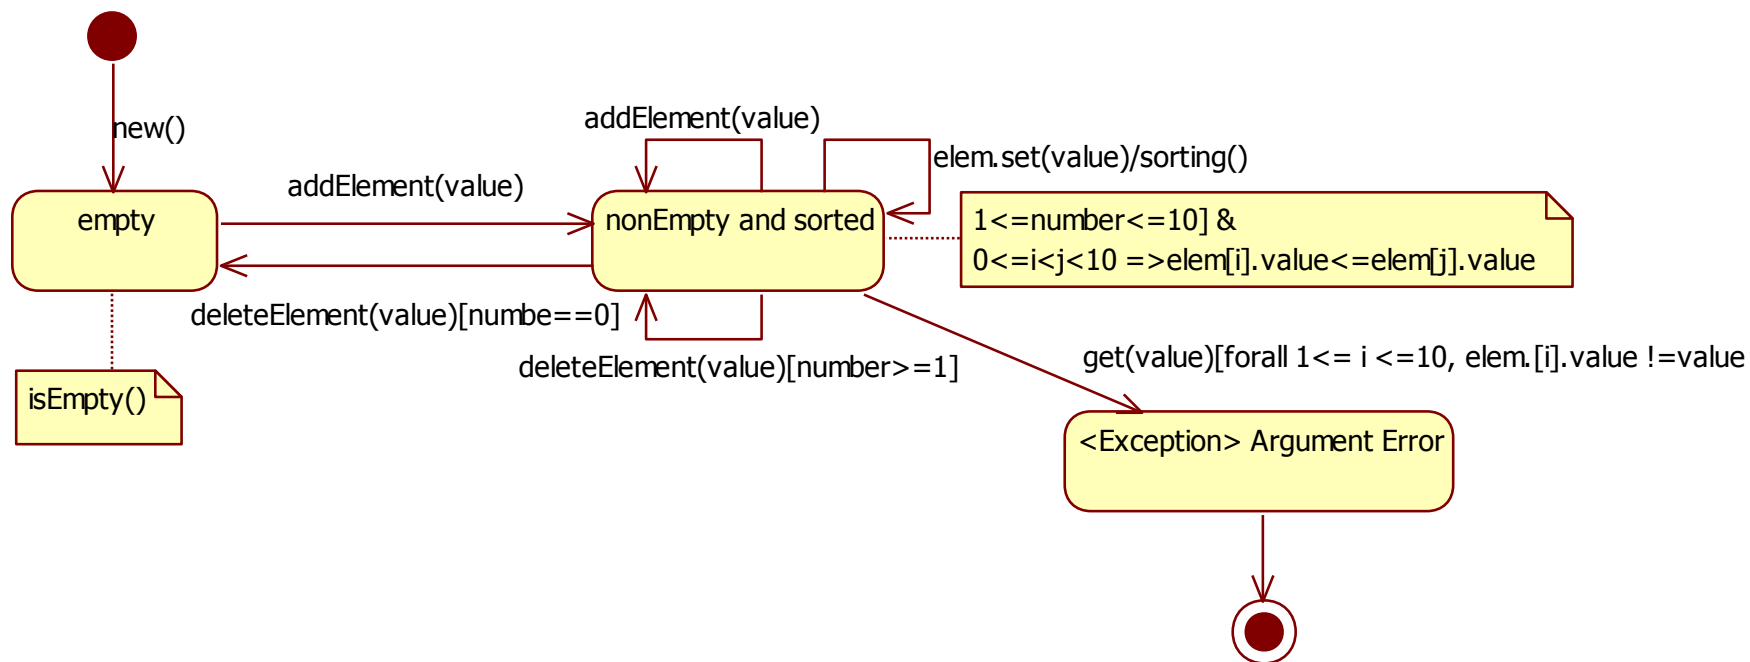 new()
addElement(value)
addElement(value)
elem.set(value)/sorting()
empty
nonEmpty and sorted
1<=number<=10] &
0<=i<j<10 =>elem[i].value<=elem[j].value
deleteElement(value)[numbe==0]
deleteElement(value)[number>=1]
get(value)[forall 1<= i <=10, elem.[i].value !=value
isEmpty()
<Exception> Argument Error